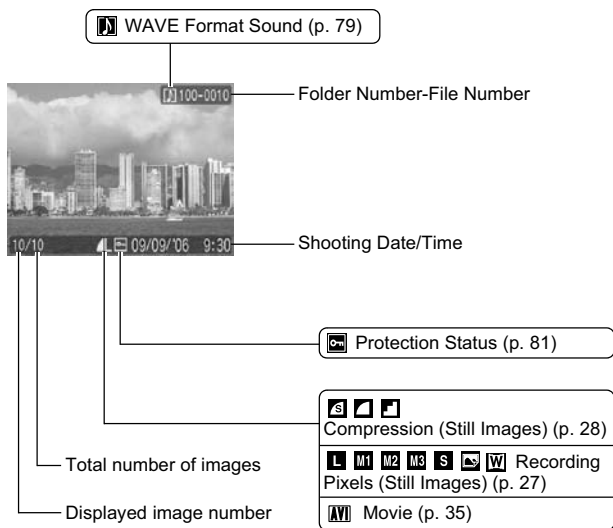 WAVE Format Sound (p. 79)
100-0010
Folder Number-File Number
10/10 L 09/09/'06 9:30
Shooting Date/Time
Protection Status (p. 81)
S
Compression (Still Images) (p. 28)
L M1 M2 M3 S W Recording
Pixels (Still Images) (p. 27)
AVI Movie (p. 35)
Total number of images
Displayed image number